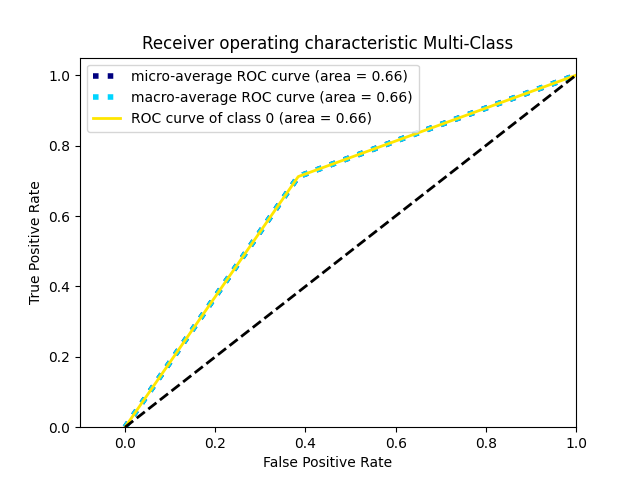 Receiver operating characteristic Multi-Class
micro-average ROC curve (area = 0.66)
macro-average ROC curve (area = 0.66)
ROC curve of class 0 (area = 0.66)
1.0
0.8
0.6
0.4
0.2
0.0
True Positive Rate
0.0 0.2 0.4 0.6 0.8 1.0
False Positive Rate